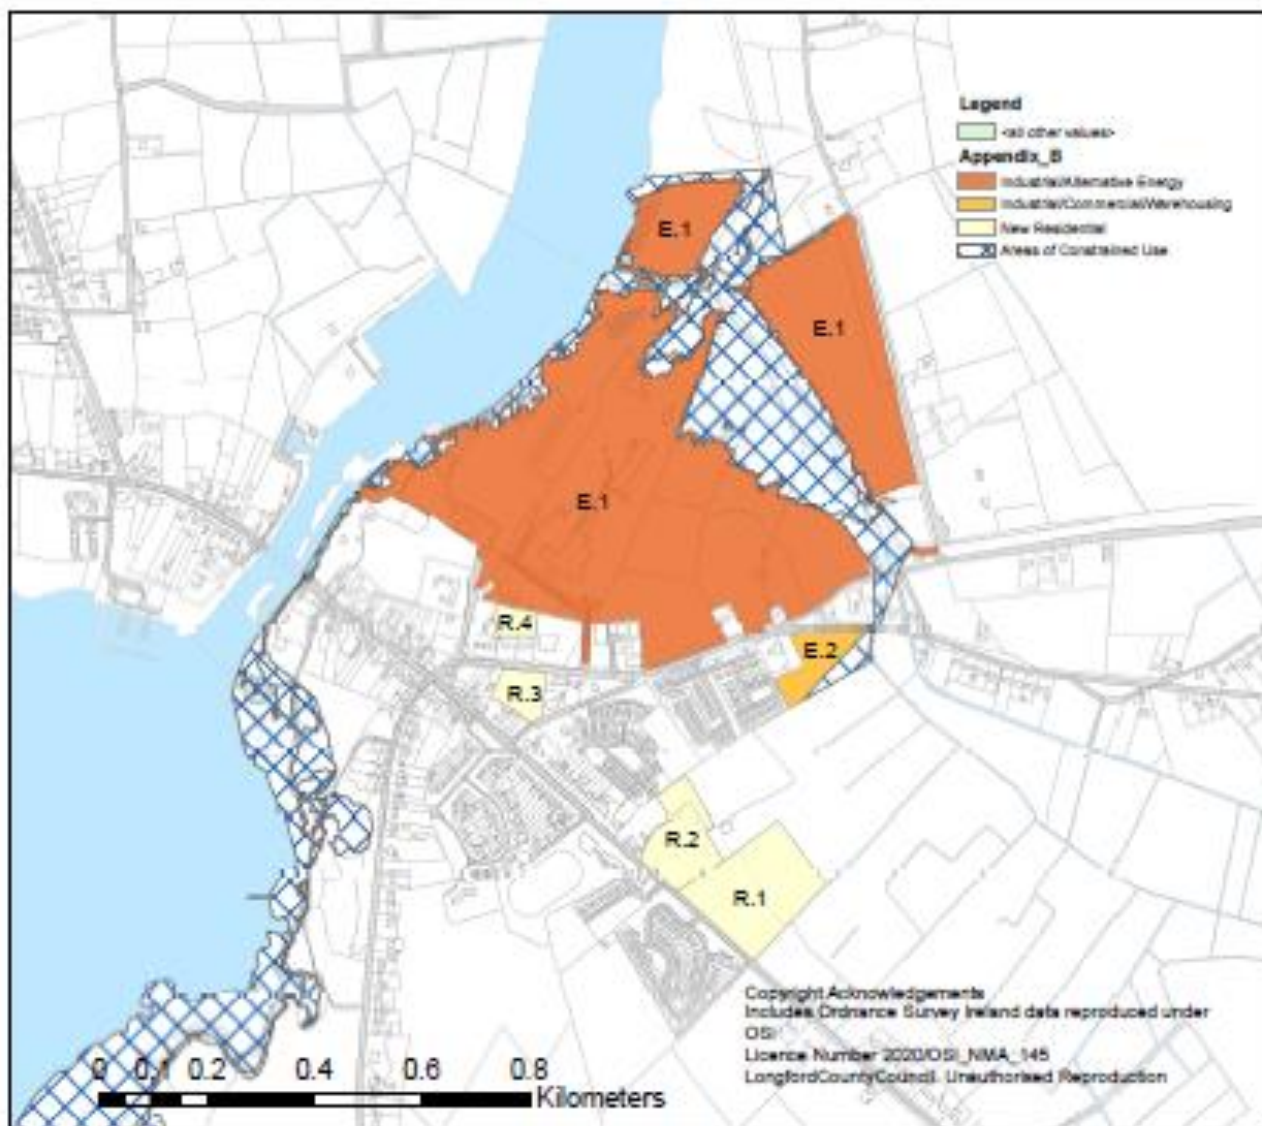 Legend
<all other values>
Appendix_B
Industrial/Alternative Energy
Industrial/Commercial/Warehousing
New Residential
Areas of Constrained Use
E.1
E.1
E.1
R.4
E.2
R.3
R.2
R.1
Copyright Acknowledgements
Includes Ordnance Survey Ireland data reproduced under
OSi
Licence Number 2020/OSi_NMA_145
LongfordCountyCouncil. Unauthorised Reproduction
0 0.1 0.2 0.4 0.6 0.8
Kilometers